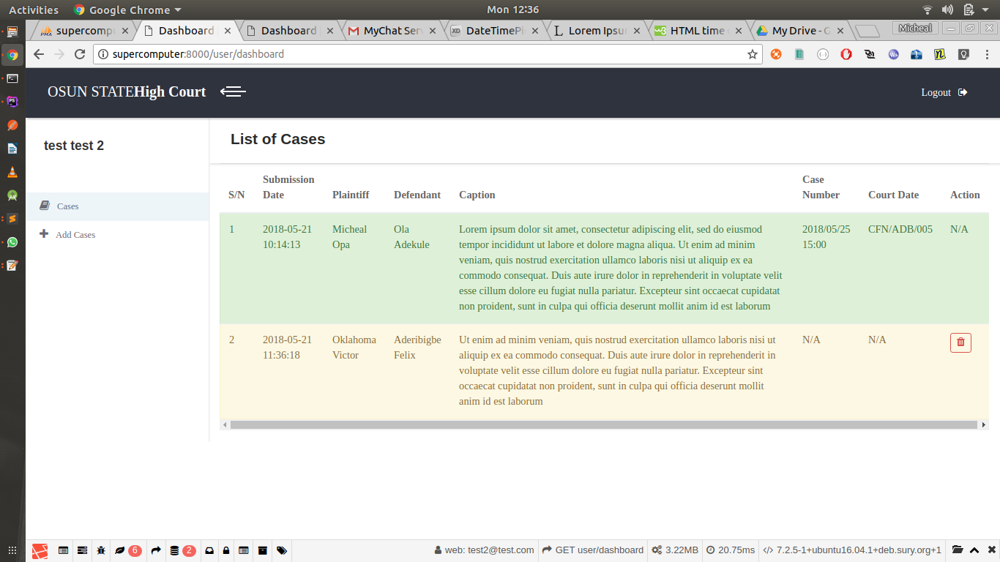 Activities Google Chrome Mon 12:36
supercompu Dashboard Dashboard MyChat Serv DateTimePi Lorem Ipsu HTML time My Drive - Micheal
supercomputer:8000/user/dashboard
OSUN STATEHigh Court Logout
test test 2
Cases
Add Cases
List of Cases
S/N Submission Date Plaintiff Defendant Caption Case Number Court Date Action
1 2018-05-21 Micheal Ola Lorem ipsum dolor sit amet, consectetur adipiscing elit, sed do eiusmod 2018/05/25 CFN/ADB/005 N/A
10:14:13 Opa Adekule tempor incididunt ut labore et dolore magna aliqua. Ut enim ad minim 15:00
veniam, quis nostrud exercitation ullamco laboris nisi ut aliquip ex ea
commodo consequat. Duis aute irure dolor in reprehenderit in voluptate velit
esse cillum dolore eu fugiat nulla pariatur. Excepteur sint occaecat cupidatat
non proident, sunt in culpa qui officia deserunt mollit anim id est laborum
2 2018-05-21 Oklahoma Aderibigbe Ut enim ad minim veniam, quis nostrud exercitation ullamco laboris nisi ut N/A N/A
11:36:18 Victor Felix aliquip ex ea commodo consequat. Duis aute irure dolor in reprehenderit in
voluptate velit esse cillum dolore eu fugiat nulla pariatur. Excepteur sint
occaecat cupidatat non proident, sunt in culpa qui officia deserunt mollit
anim id est laborum
6 2 web: test2@test.com GET user/dashboard 3.22MB 20.75ms 7.2.5-1+ubuntu16.04.1+deb.sury.org+1